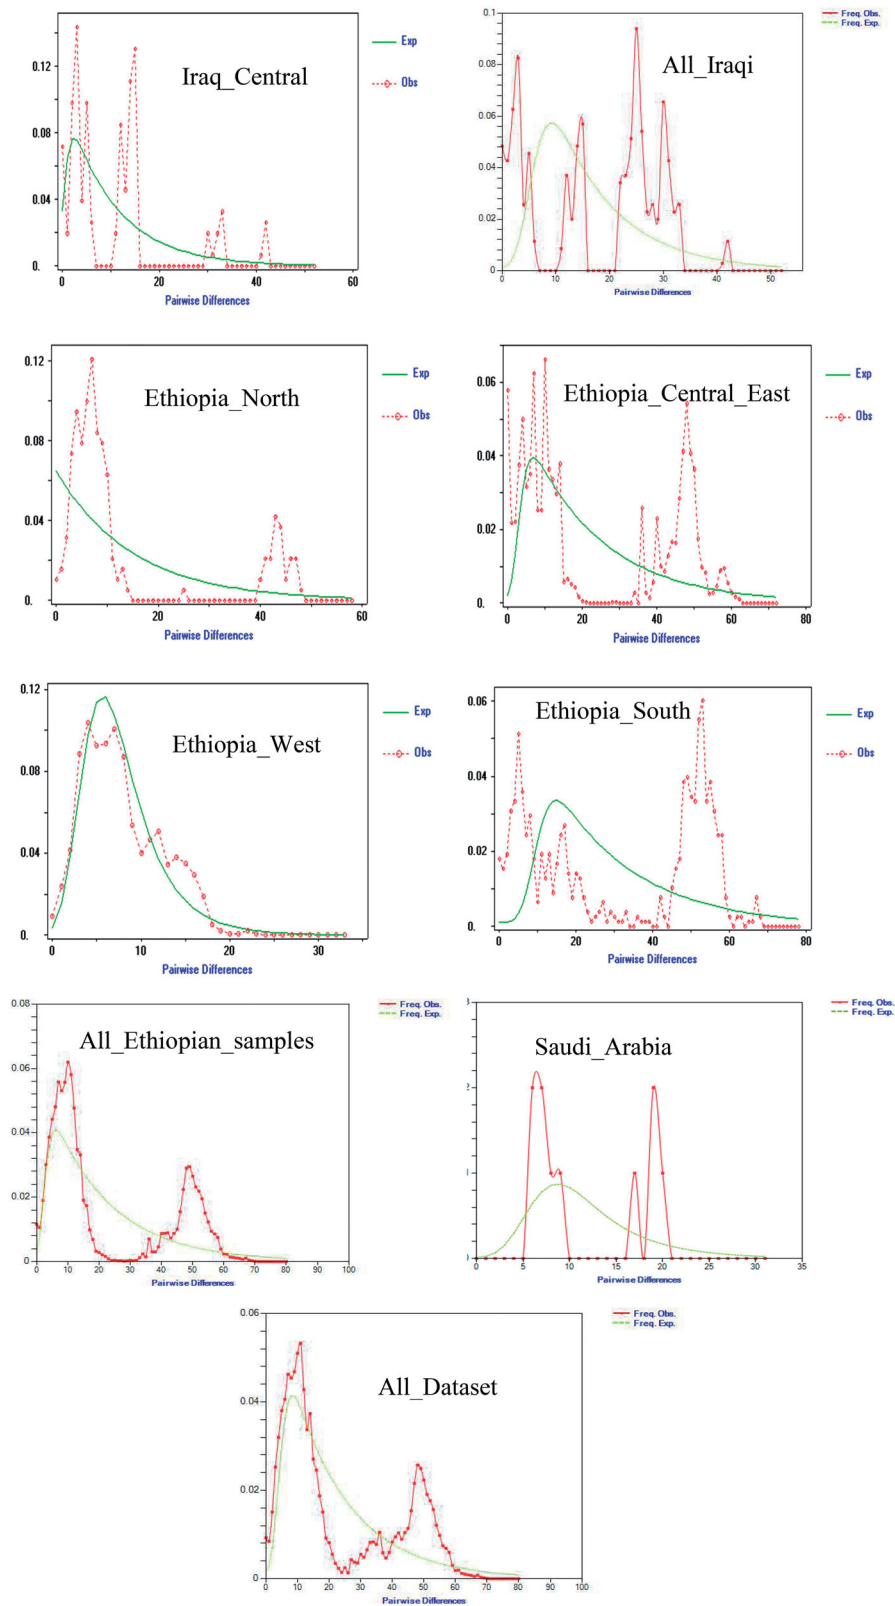 Iraq_Central
Exp
Obs
0.12
0.08
0.04
0.
0 20 40 60
Pairwise Differences
All_Iraqi
Freq. Obs.
Freq. Exp.
0.1
0.08
0.06
0.04
0.02
0
0 10 20 30 40 50
Pairwise Differences
Ethiopia_North
Exp
Obs
0.12
0.08
0.04
0.
0 20 40 60
Pairwise Differences
Ethiopia_Central_East
Exp
Obs
0.06
0.04
0.02
0.
0 20 40 60 80
Pairwise Differences
Ethiopia_West
Exp
Obs
0.12
0.08
0.04
0.
0 10 20 30
Pairwise Differences
Ethiopia_South
Exp
Obs
0.06
0.04
0.02
0.
0 20 40 60 80
Pairwise Differences
All_Ethiopian_samples
Freq. Obs.
Freq. Exp.
0.08
0.06
0.04
0.02
0
0 10 20 30 40 50 60 70 80 90 100
Pairwise Differences
Saudi_Arabia
Freq. Obs.
Freq. Exp.
3
2
1
0
0 5 10 15 20 25 30 35
Pairwise Differences
All_Dataset
Freq. Obs.
Freq. Exp.
0.06
0.04
0.02
0
0 10 20 30 40 50 60 70 80 90 100
Pairwise Differences